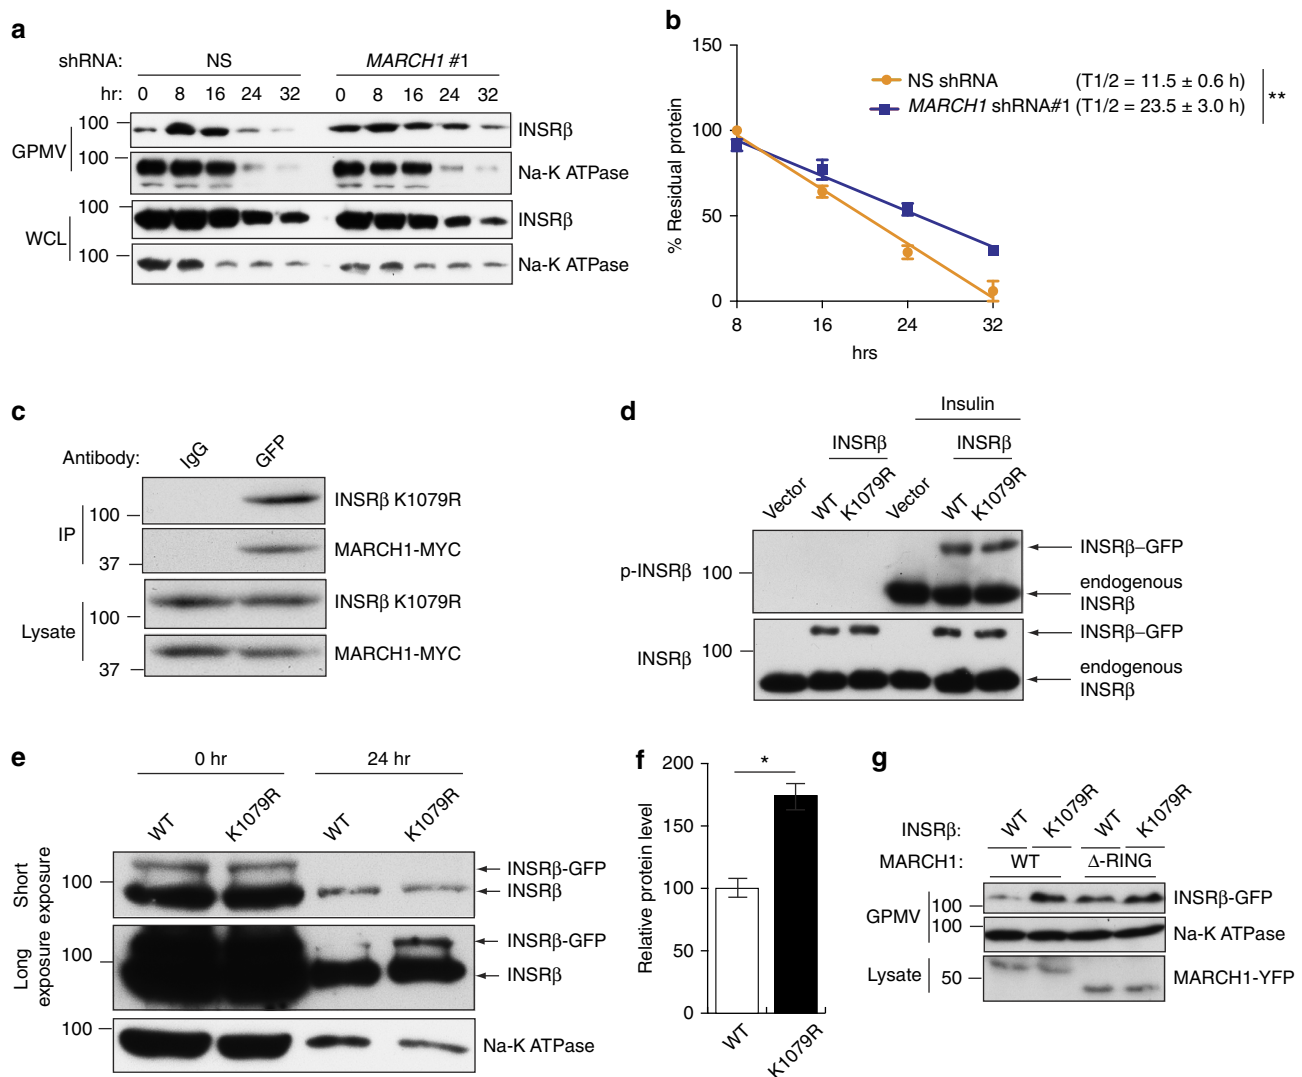 a
shRNA: NS MARCH1 #1
hr: 0 8 16 24 32 0 8 16 24 32
GPMV
100 INSRβ
100 Na-K ATPase
WCL
100 INSRβ
100 Na-K ATPase
b
% Residual protein
150
100
50
0
8 16 24 32
hrs
NS shRNA (T1/2 = 11.5 ± 0.6 h)
MARCH1 shRNA#1 (T1/2 = 23.5 ± 3.0 h)
**
c
Antibody: IgG GFP
IP
INSRβ K1079R
100
MARCH1-MYC
37
Lysate
INSRβ K1079R
100
MARCH1-MYC
37
d
Insulin
INSRβ INSRβ
Vector WT K1079R Vector WT K1079R
p-INSRβ 100
INSRβ–GFP
endogenous
INSRβ
INSRβ 100
INSRβ–GFP
endogenous
INSRβ
e
0 hr 24 hr
WT K1079R WT K1079R
Short
exposure
100
INSRβ-GFP
INSRβ
Long
exposure
100
INSRβ-GFP
INSRβ
100
Na-K ATPase
f
Relative protein level
200
150
100
50
0
*
WT K1079R
g
INSRβ: WT K1079R WT K1079R
MARCH1: WT Δ-RING
GPMV
100 INSRβ-GFP
100 Na-K ATPase
Lysate 50 MARCH1-YFP